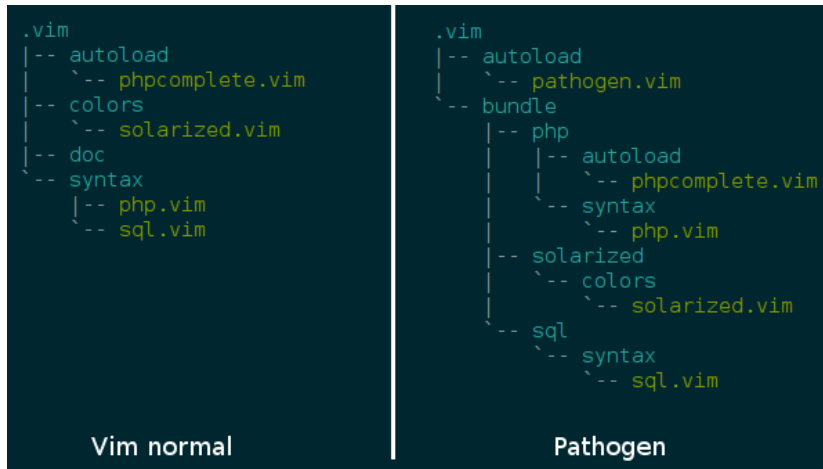 .vim
|-- autoload
|   `-- phpcomplete.vim
|-- colors
|   `-- solarized.vim
|-- doc
`-- syntax
    |-- php.vim
    `-- sql.vim
Vim normal
.vim
|-- autoload
|   `-- pathogen.vim
`-- bundle
    |-- php
    |   |-- autoload
    |   |   `-- phpcomplete.vim
    |   `-- syntax
    |       `-- php.vim
    |-- solarized
    |   `-- colors
    |       `-- solarized.vim
    `-- sql
        `-- syntax
            `-- sql.vim
Pathogen